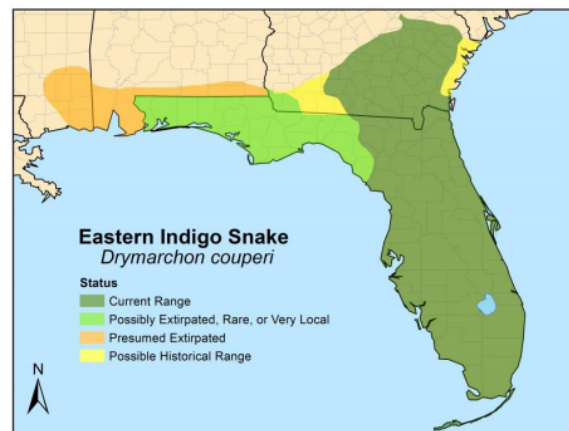 Eastern Indigo Snake
Drymarchon couperi
Status
Current Range
Possibly Extirpated, Rare, or Very Local
Presumed Extirpated
Possible Historical Range
N